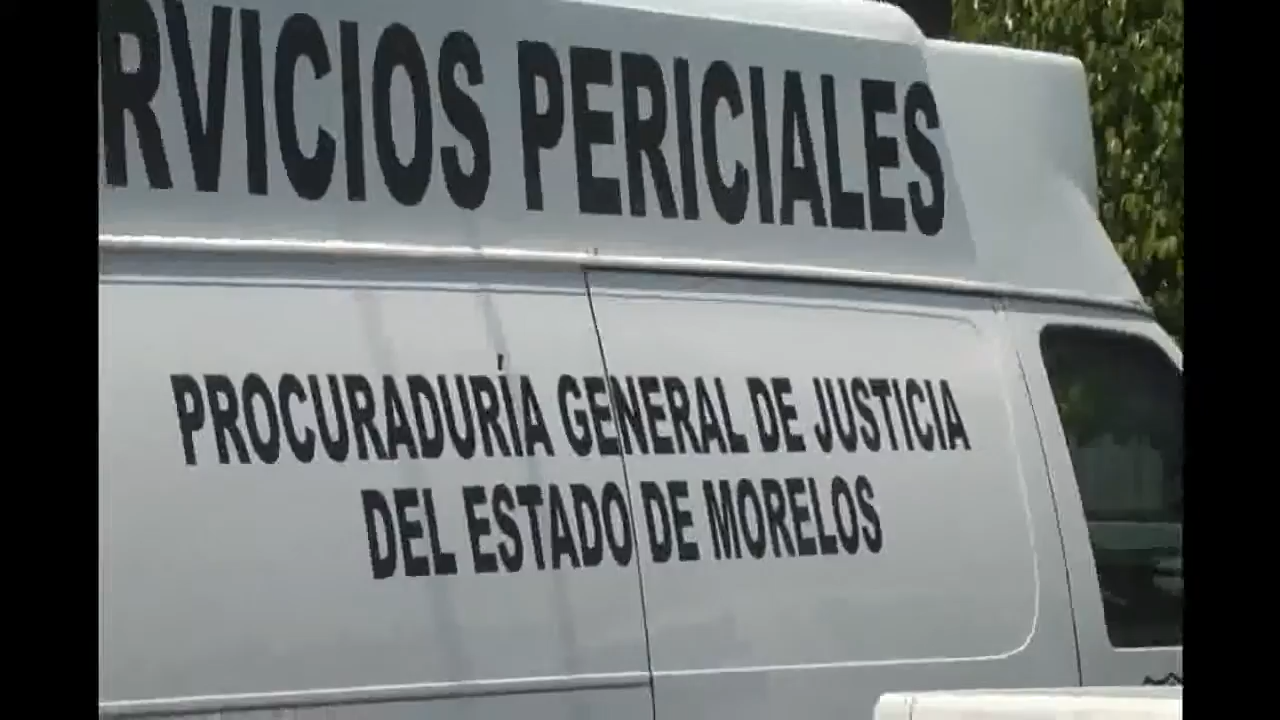 RVICIOS PERICIALES
PROCURADURÍA GENERAL DE JUSTICIA
DEL ESTADO DE MORELOS